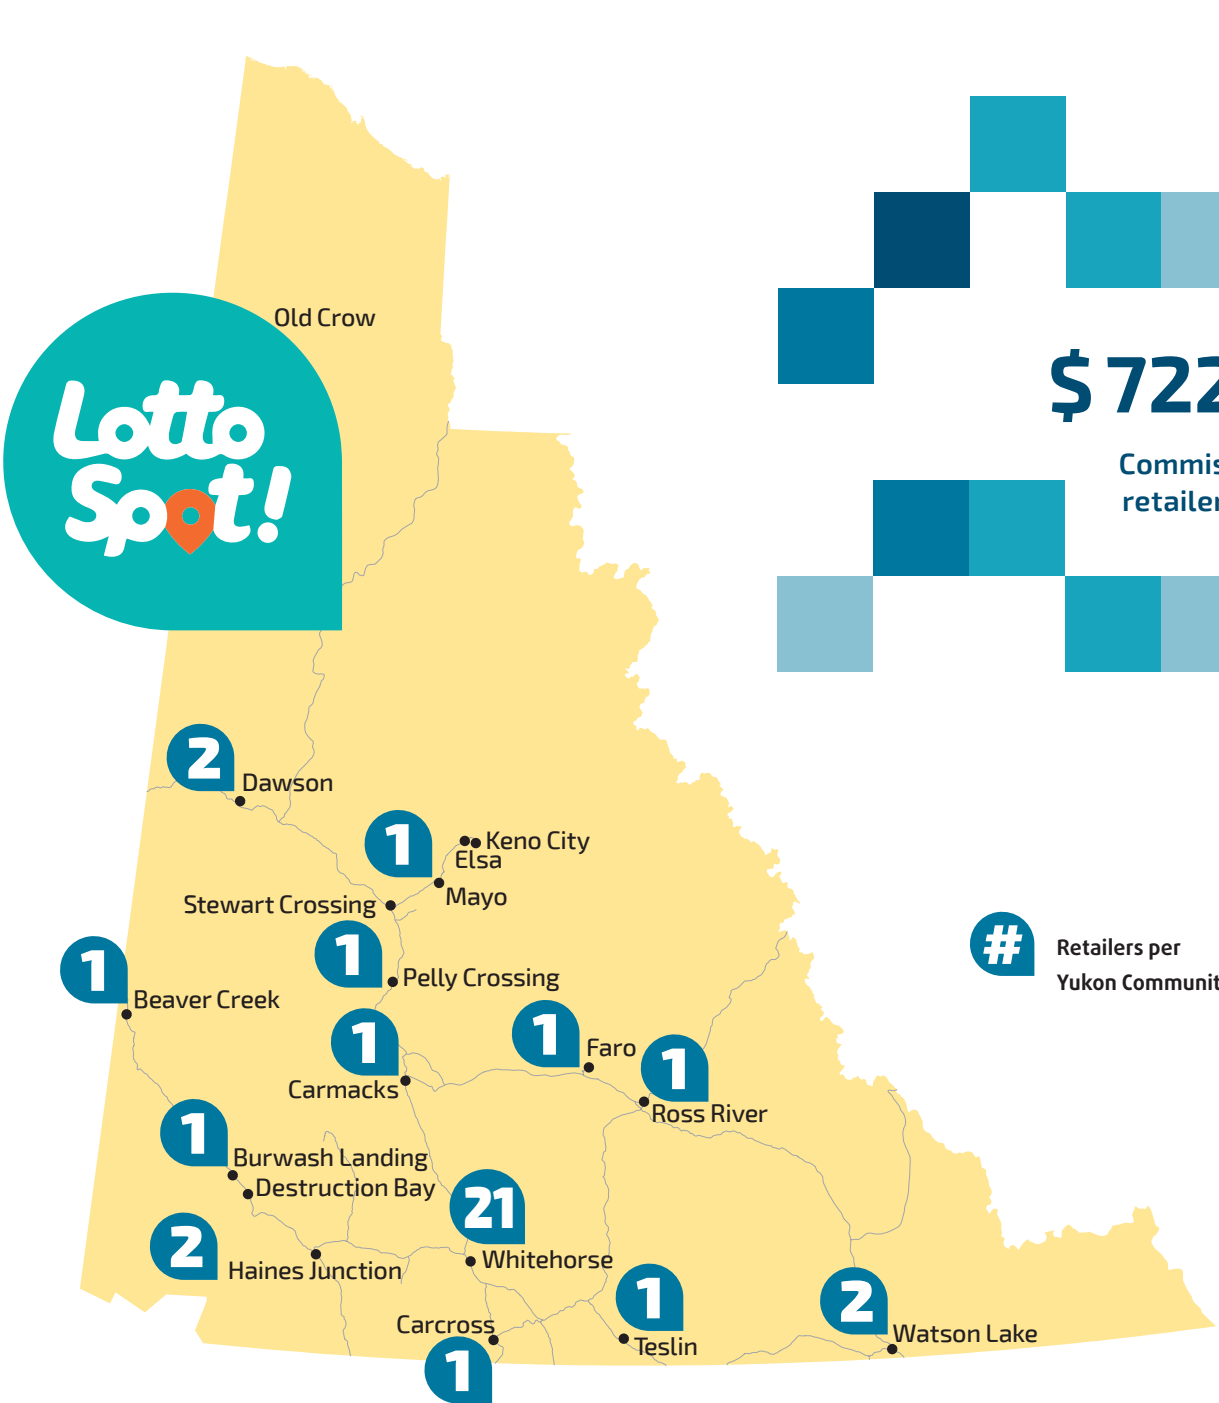 Old Crow
Lotto
Spot!
$ 722
Commis
retailer
2
Dawson
1
Keno City
Elsa
Mayo
Stewart Crossing
1
Pelly Crossing
1
Beaver Creek
1
Carmacks
1
Faro
1
Ross River
#
Retailers per
Yukon Communit
1
Burwash Landing
Destruction Bay
21
Whitehorse
2
Haines Junction
1
Teslin
2
Watson Lake
Carcross
1